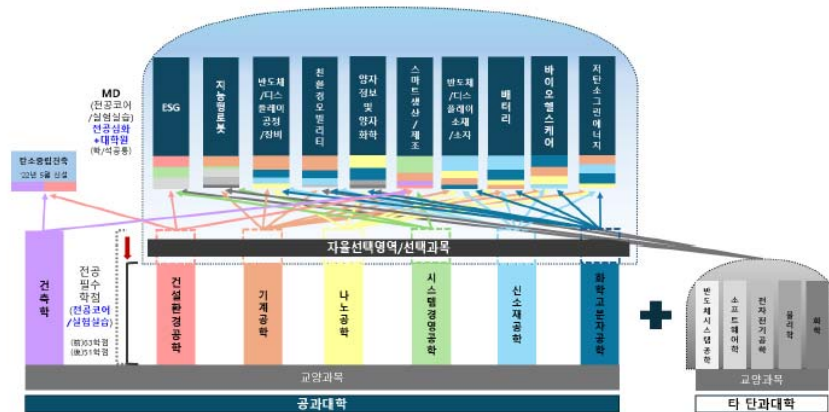 MD
(전공코어
/실험실습)
전공심화
+대학원
(학/석공통)
ESG
지능형로봇
반도체
/디스
플레이
공정
/장비
친환경모빌리티
양자
정보 및
양자
화학
스마트생산/제조
반도체
/디스
플레이
소재
/소자
배터리
바이오헬스케어
저탄소그린에너지
탄소중립건축
'22년 9월 신설
자율선택영역/선택과목
건축학
전공
필수
학점
(전공코어
/실험실습)
(前)63학점
(後)51학점
건설환경공학
기계공학
나노공학
시스템경영공학
신소재공학
화학고분자공학
반도체시스템공학
소프트웨어학
전자전기공학
물리학
화학
교양과목
교양과목
공과대학
타 단과대학